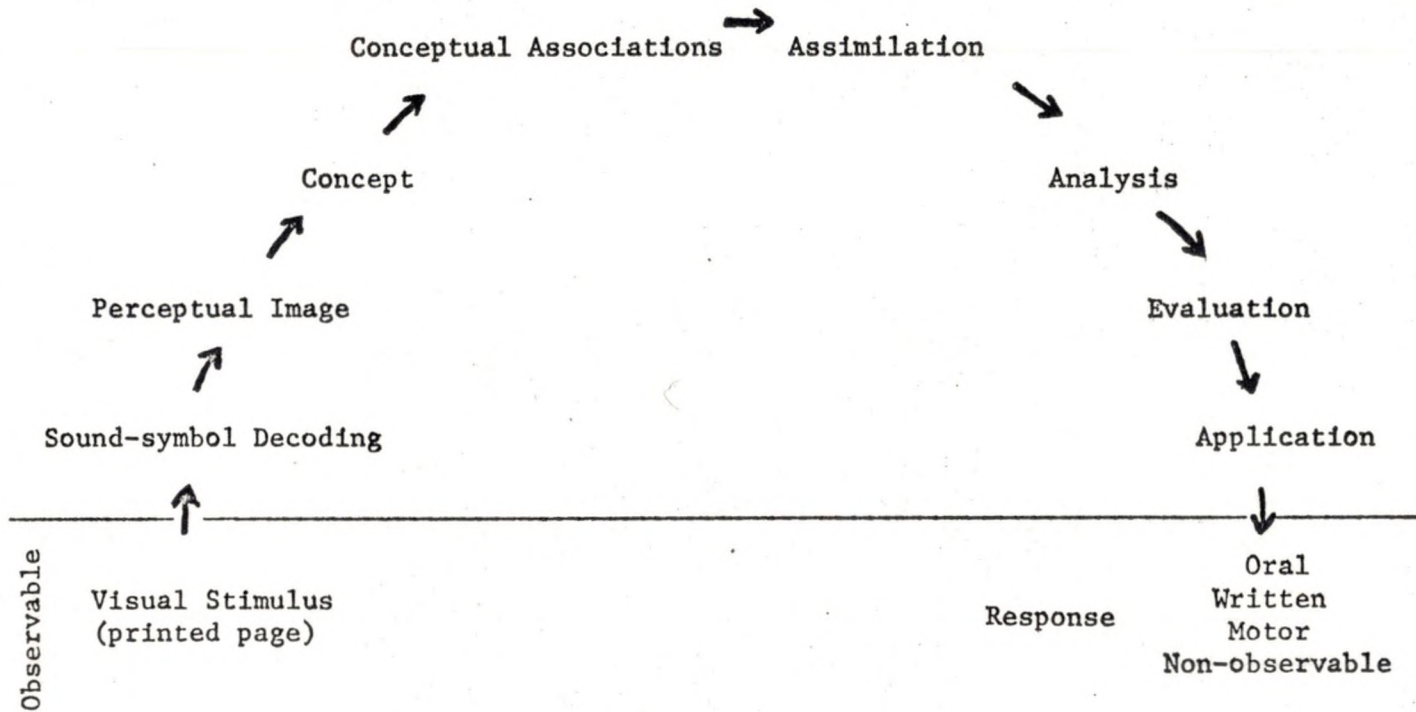 Conceptual Associations
Assimilation
Concept
Analysis
Perceptual Image
Evaluation
Sound-symbol Decoding
Application
Observable
Visual Stimulus
(printed page)
Response
Oral
Written
Motor
Non-observable